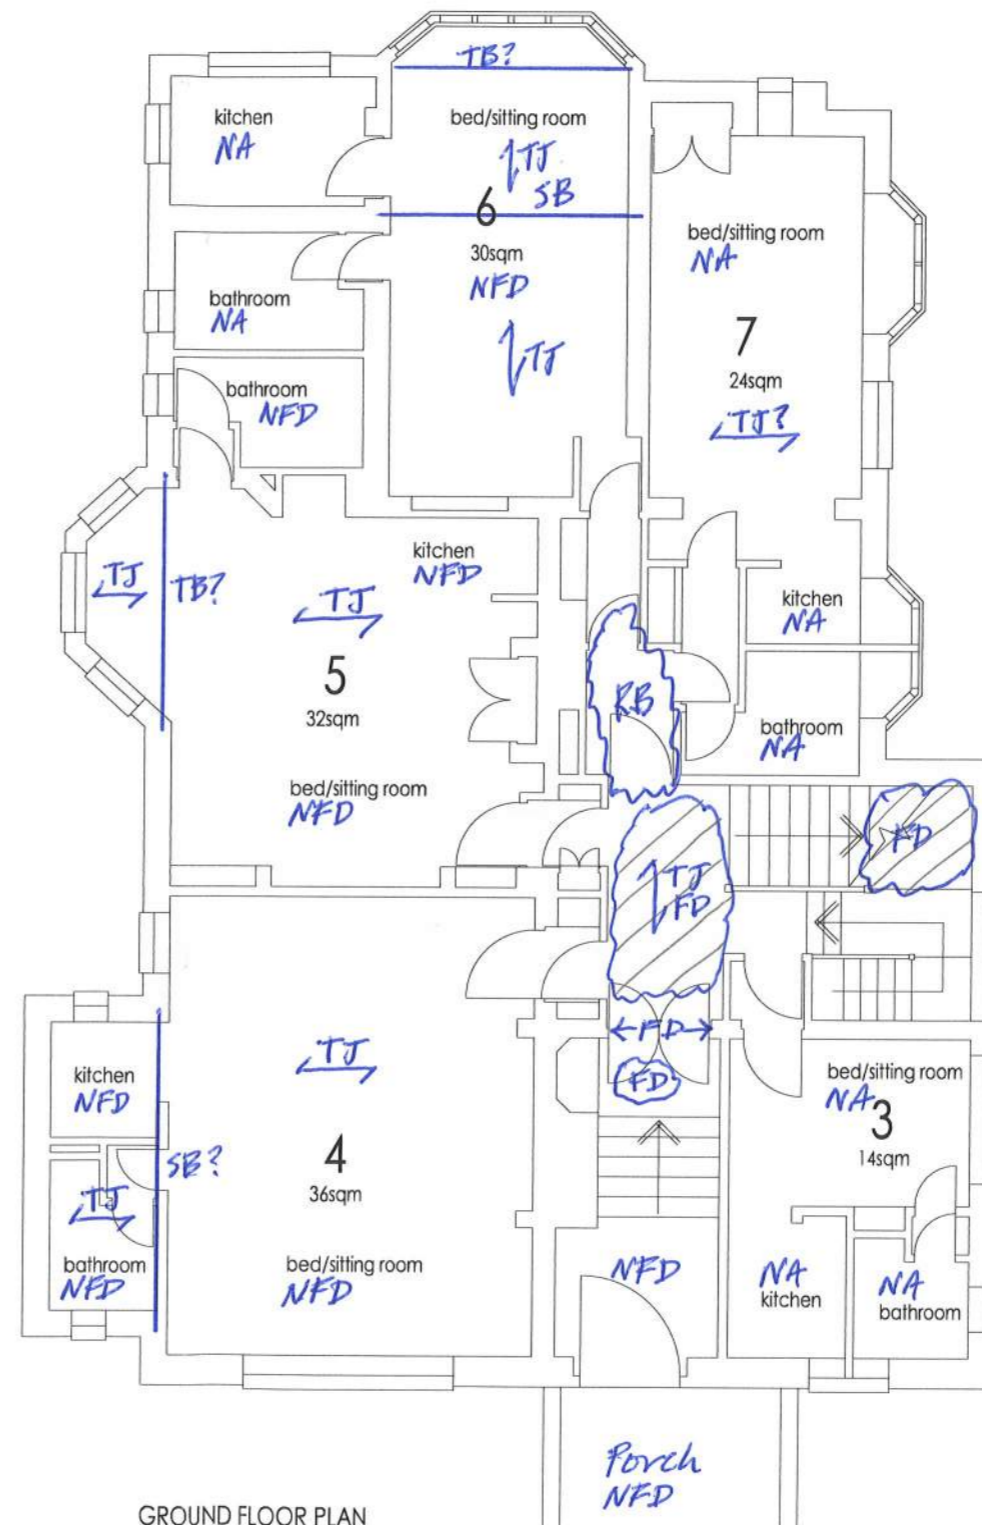 TB?
kitchen
NA
bed/sitting room
TJ
SB
6
30sqm
NFD
TJ
bed/sitting room
NA
7
24sqm
TJ?
bathroom
NA
bathroom
NFD
kitchen
NFD
TJ
TB?
TJ
5
32sqm
bed/sitting room
NFD
kitchen
NA
RB
bathroom
NA
FD
TJ
FD
FD
FD
TJ
kitchen
NFD
SB?
4
36sqm
TJ
bathroom
NFD
bed/sitting room
NFD
bed/sitting room
NA
3
14sqm
NFD
NA
kitchen
NA
bathroom
Porch
NFD
GROUND FLOOR PLAN